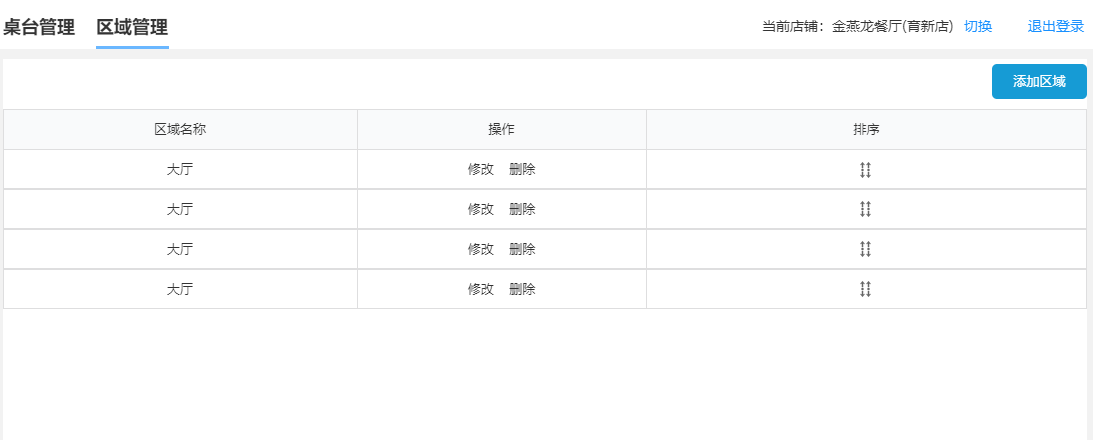 桌台管理 区域管理 当前店铺：金燕龙餐厅(育新店) 切换 退出登录
添加区域
区域名称 操作 排序
大厅 修改 删除
大厅 修改 删除
大厅 修改 删除
大厅 修改 删除